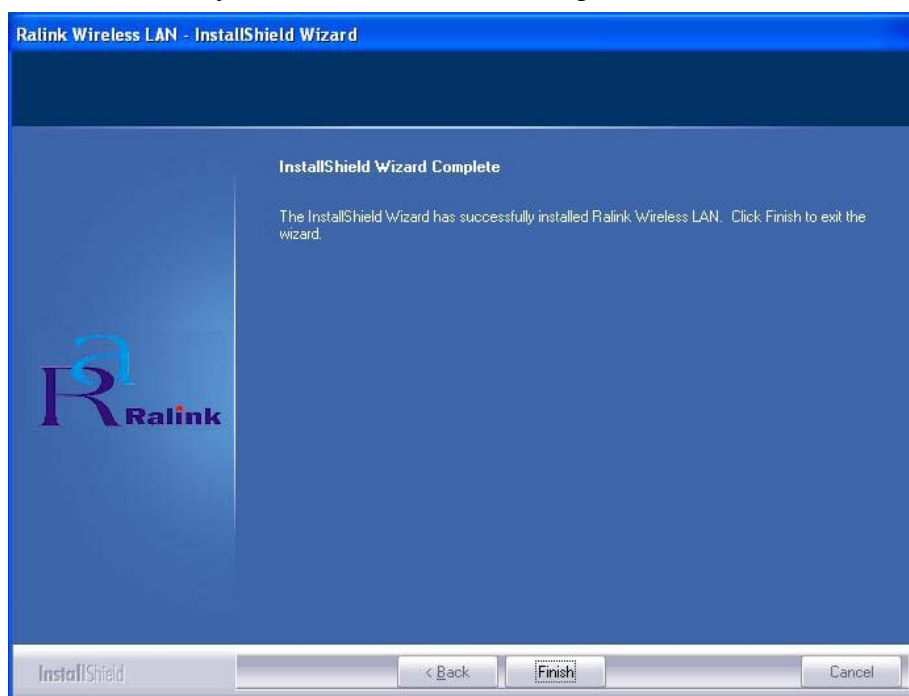 Ralink Wireless LAN - InstallShield Wizard
InstallShield Wizard Complete
The InstallShield Wizard has successfully installed Ralink Wireless LAN. Click Finish to exit the
wizard.
Ra
Ralink
InstallShield
< Back
Finish
Cancel